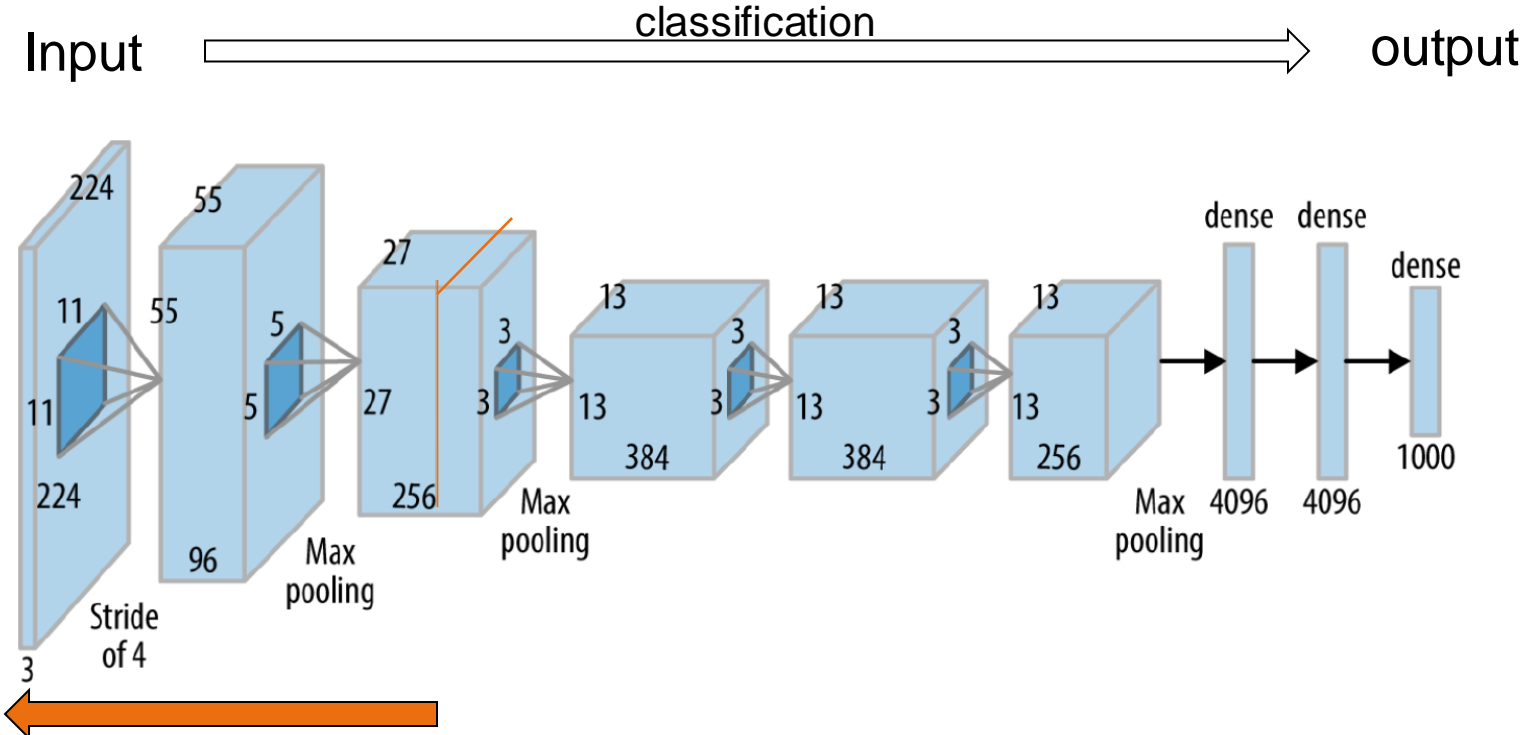 classification
Input
output
224
55
27
13
13
13
dense
dense
dense
11
11
55
5
5
27
3
3
13
3
3
13
3
3
13
224
96
256
384
384
256
1000
Stride
of 4
Max
pooling
Max
pooling
Max
pooling
4096
4096
3